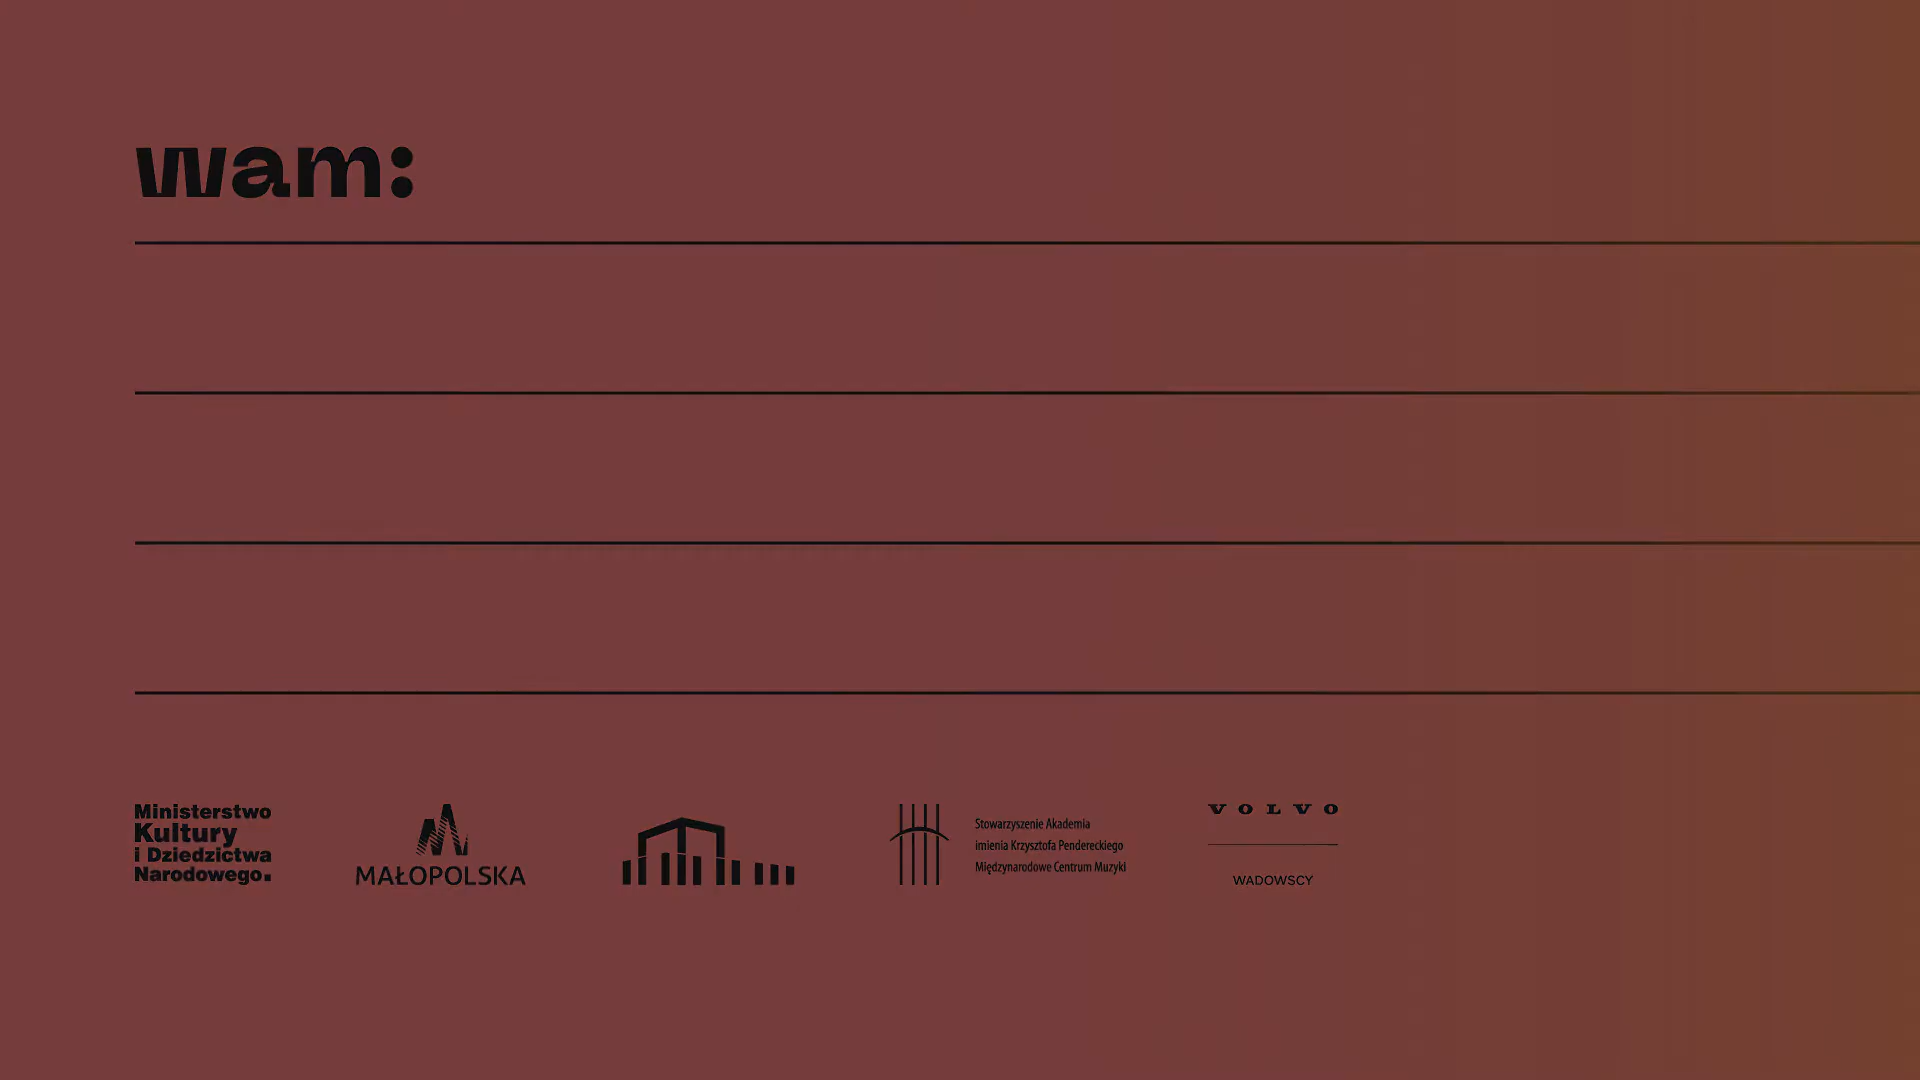 wam:
Ministerstwo
Kultury
i Dziedzictwa
Narodowego.
MAŁOPOLSKA
Stowarzyszenie Akademia
imienia Krzysztofa Pendereckiego
Międzynarodowe Centrum Muzyki
VOLVO
WADOWSCY